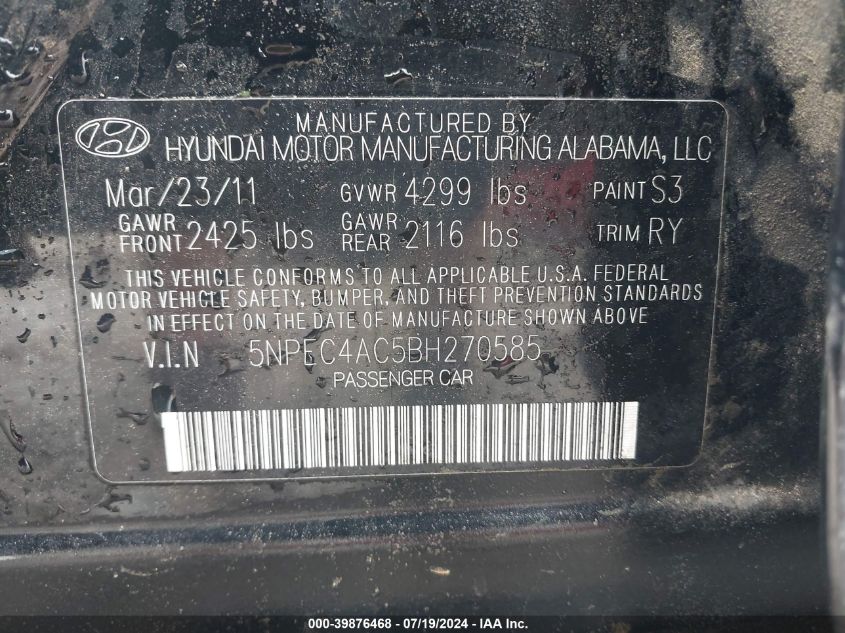 MANUFACTURED BY
HYUNDAI MOTOR MANUFACTURING ALABAMA, LLC
Mar/23/11 GVWR 4299 lbs PAINT S3
GAWR FRONT 2425 lbs GAWR REAR 2116 lbs TRIM RY
THIS VEHICLE CONFORMS TO ALL APPLICABLE U.S.A. FEDERAL
MOTOR VEHICLE SAFETY, BUMPER, AND THEFT PREVENTION STANDARDS
IN EFFECT ON THE DATE OF MANUFACTURE SHOWN ABOVE
V.I.N 5NPEC4AC5BH270585
PASSENGER CAR
000-39876468 - 07/19/2024 - IAA Inc.